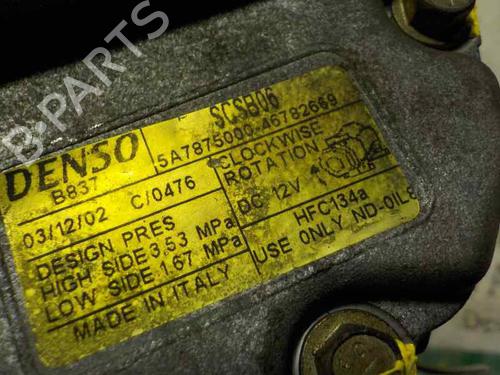 DENSO
SCSB06
B837
5A7875000 46782669
03/12/02 C/0476
CLOCKWISE
ROTATION
DC 12V
DESIGN PRES
HIGH SIDE 3,53 MPa
LOW SIDE 1.67 MPa
HFC134a
USE ONLY ND-OIL8
MADE IN ITALY
B-PARTS